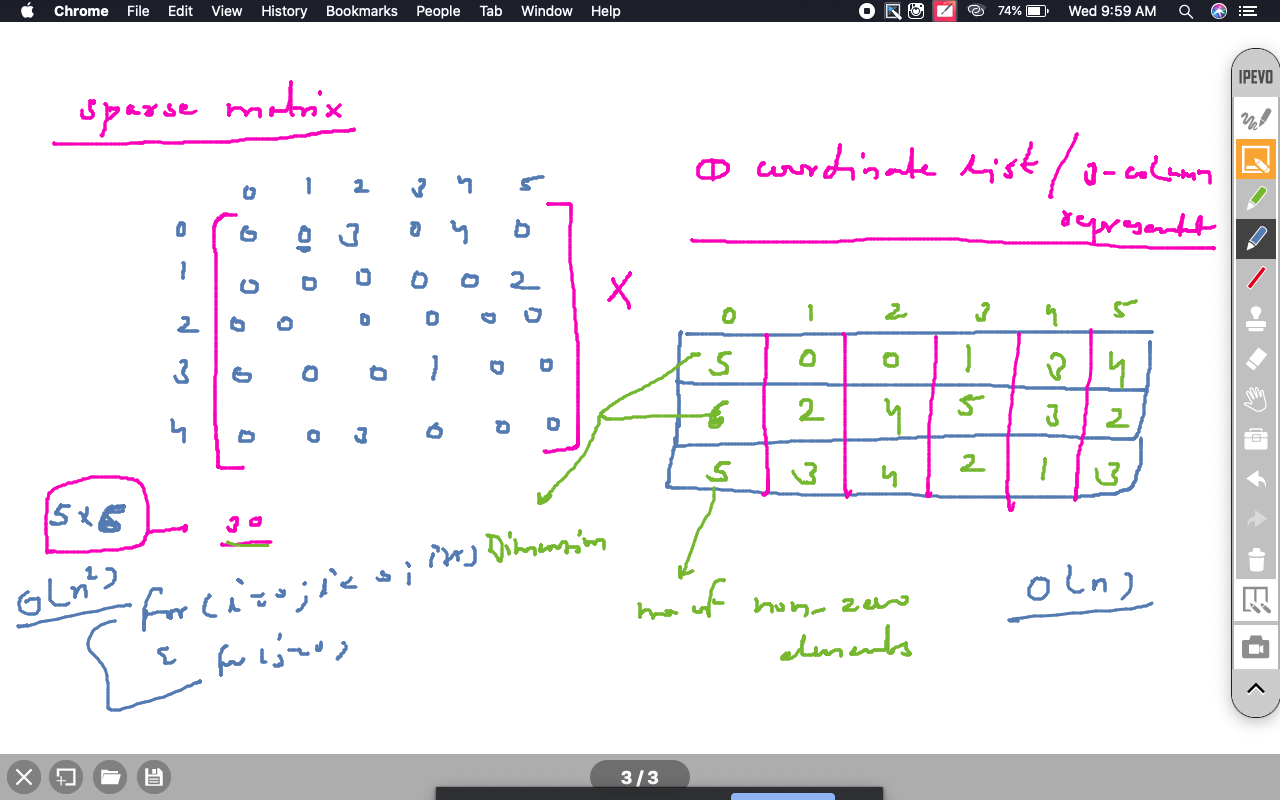 Chrome File Edit View History Bookmarks People Tab Window Help 74% Wed 9:59 AM
IPEVO
sparse matrix
0 1 2 3 4 5
0 0 0 3 0 4 0
1 0 0 0 0 0 2
2 0 0 0 0 0 0
3 0 0 0 1 0 0
4 0 0 3 0 0 0
X
5 x 6
30
O(n²)
for (i=0; i<5; i++)
{ for (j=0;
① coordinate list / 3-column
represent
0 1 2 3 4 5
5 0 0 1 3 4
6 2 4 5 3 2
5 3 4 2 1 3
Dimension
no of non-zero
elements
O(n)
3 / 3